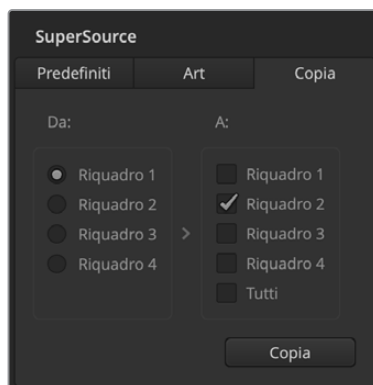 SuperSource
Predefiniti Art Copia
Da: A:
Riquadro 1 Riquadro 1
Riquadro 2 Riquadro 2
Riquadro 3 > Riquadro 3
Riquadro 4 Riquadro 4
Tutti
Copia